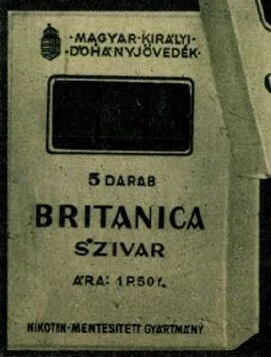 ·MAGYAR·KIRÁLYI·
·DOHÁNYJÖVEDÉK·
5 DARAB
BRITANICA
SZIVAR
ÁRA: 1P.50f.
NIKOTIN-MENTESITETT GYÁRTMÁNY